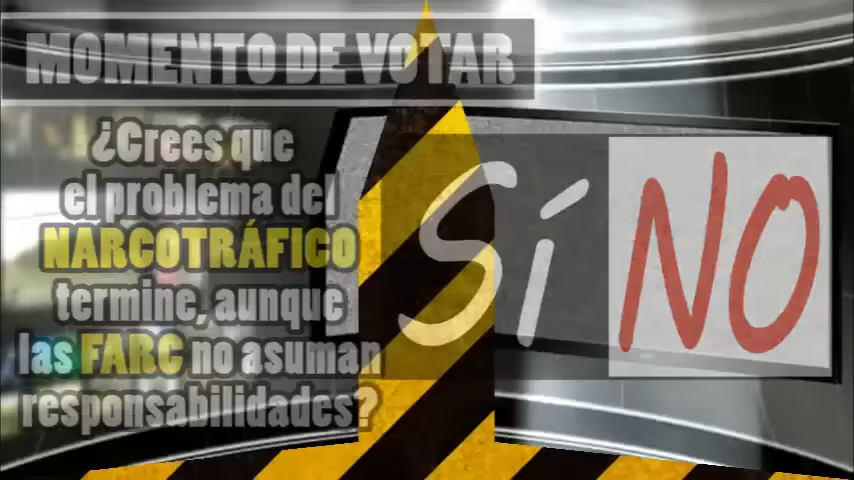 MOMENTO DE VOTAR
¿Crees que
el problema del
NARCOTRÁFICO
termine, aunque
las FARC no asuman
responsabilidades?
Sí NO